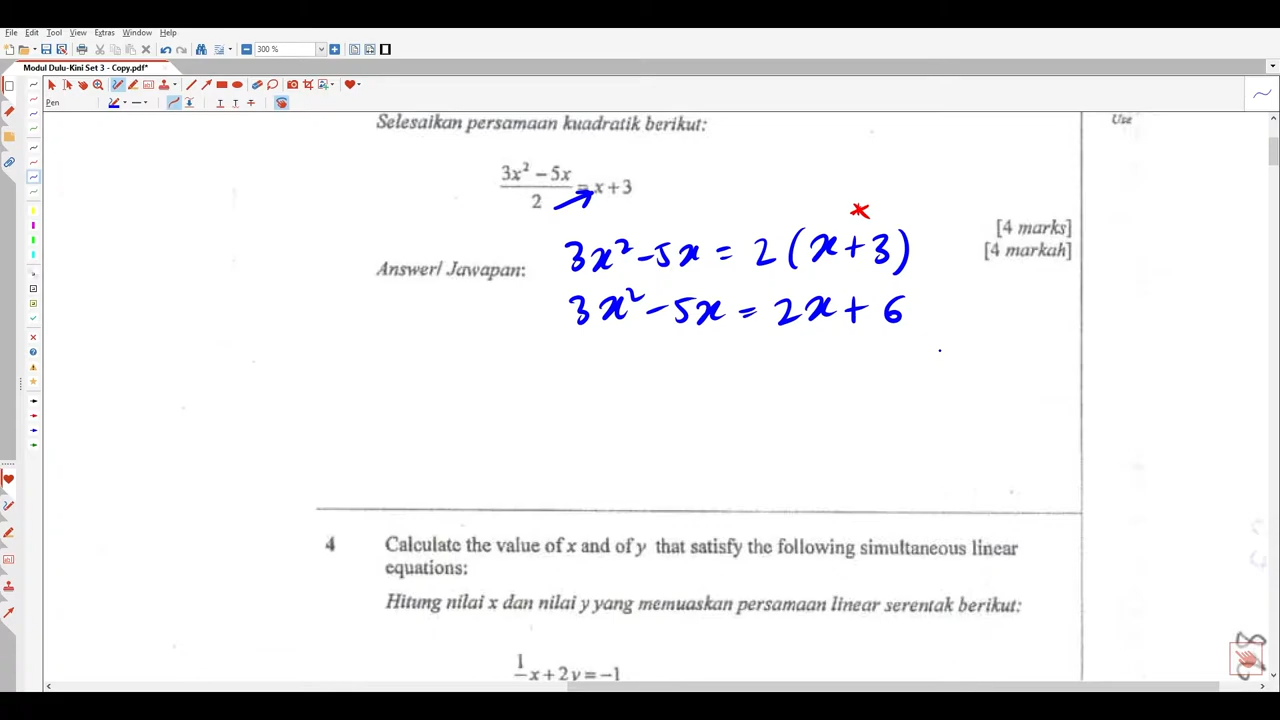 File Edit Tool View Extras Window Help
300 %
Modul Dulu-Kini Set 3 - Copy.pdf*
Pen
Selesaikan persamaan kuadratik berikut:
Use
3x² – 5x
2
= x + 3
[4 marks]
[4 markah]
3x² - 5x = 2(x + 3)
Answer/ Jawapan:
3x² - 5x = 2x + 6
4 Calculate the value of x and of y that satisfy the following simultaneous linear
equations:
Hitung nilai x dan nilai y yang memuaskan persamaan linear serentak berikut:
1
x + 2y = –1